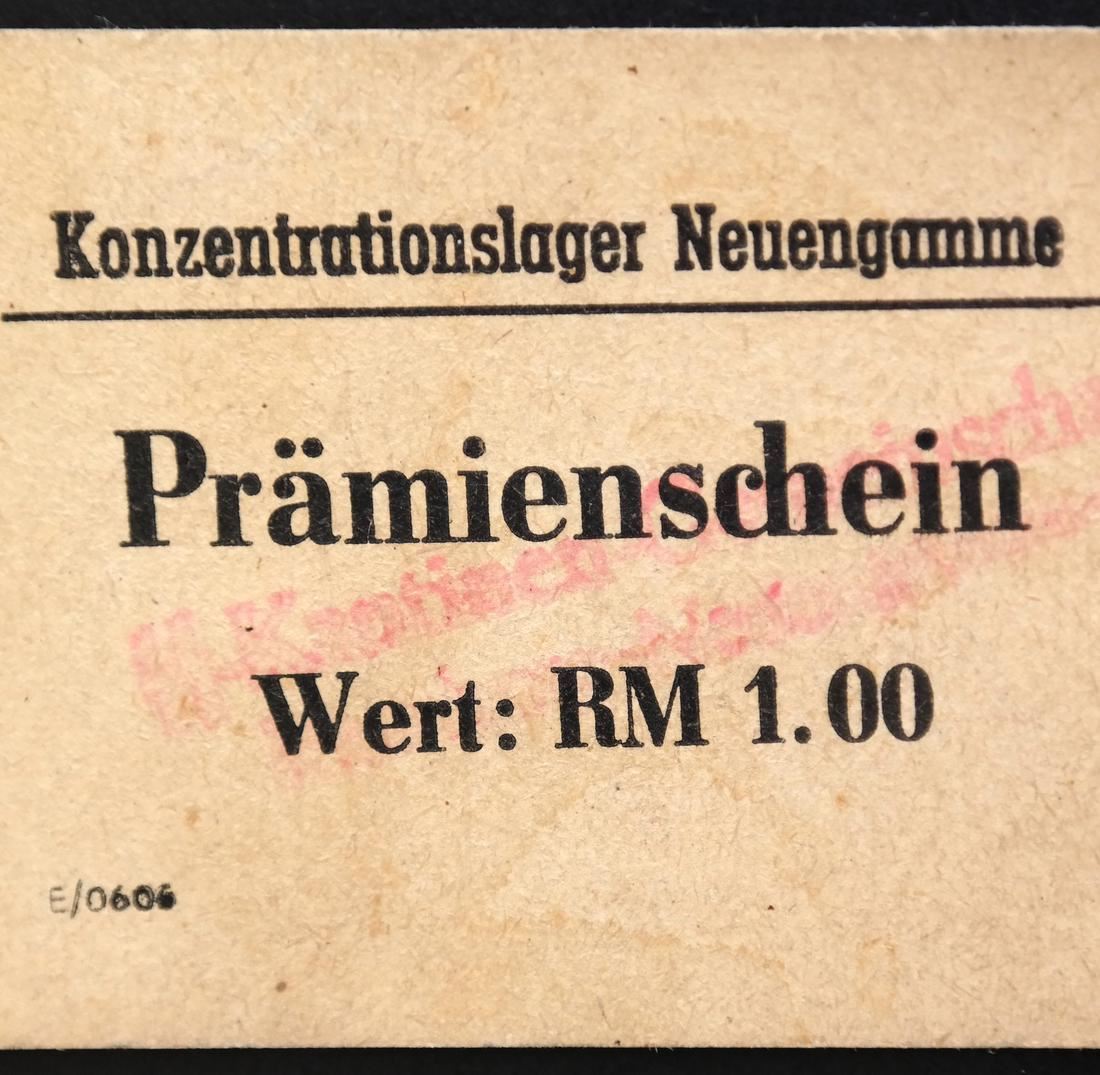 Konzentrationslager Neuengamme
Prämienschein
Wert: RM 1.00
E/0606